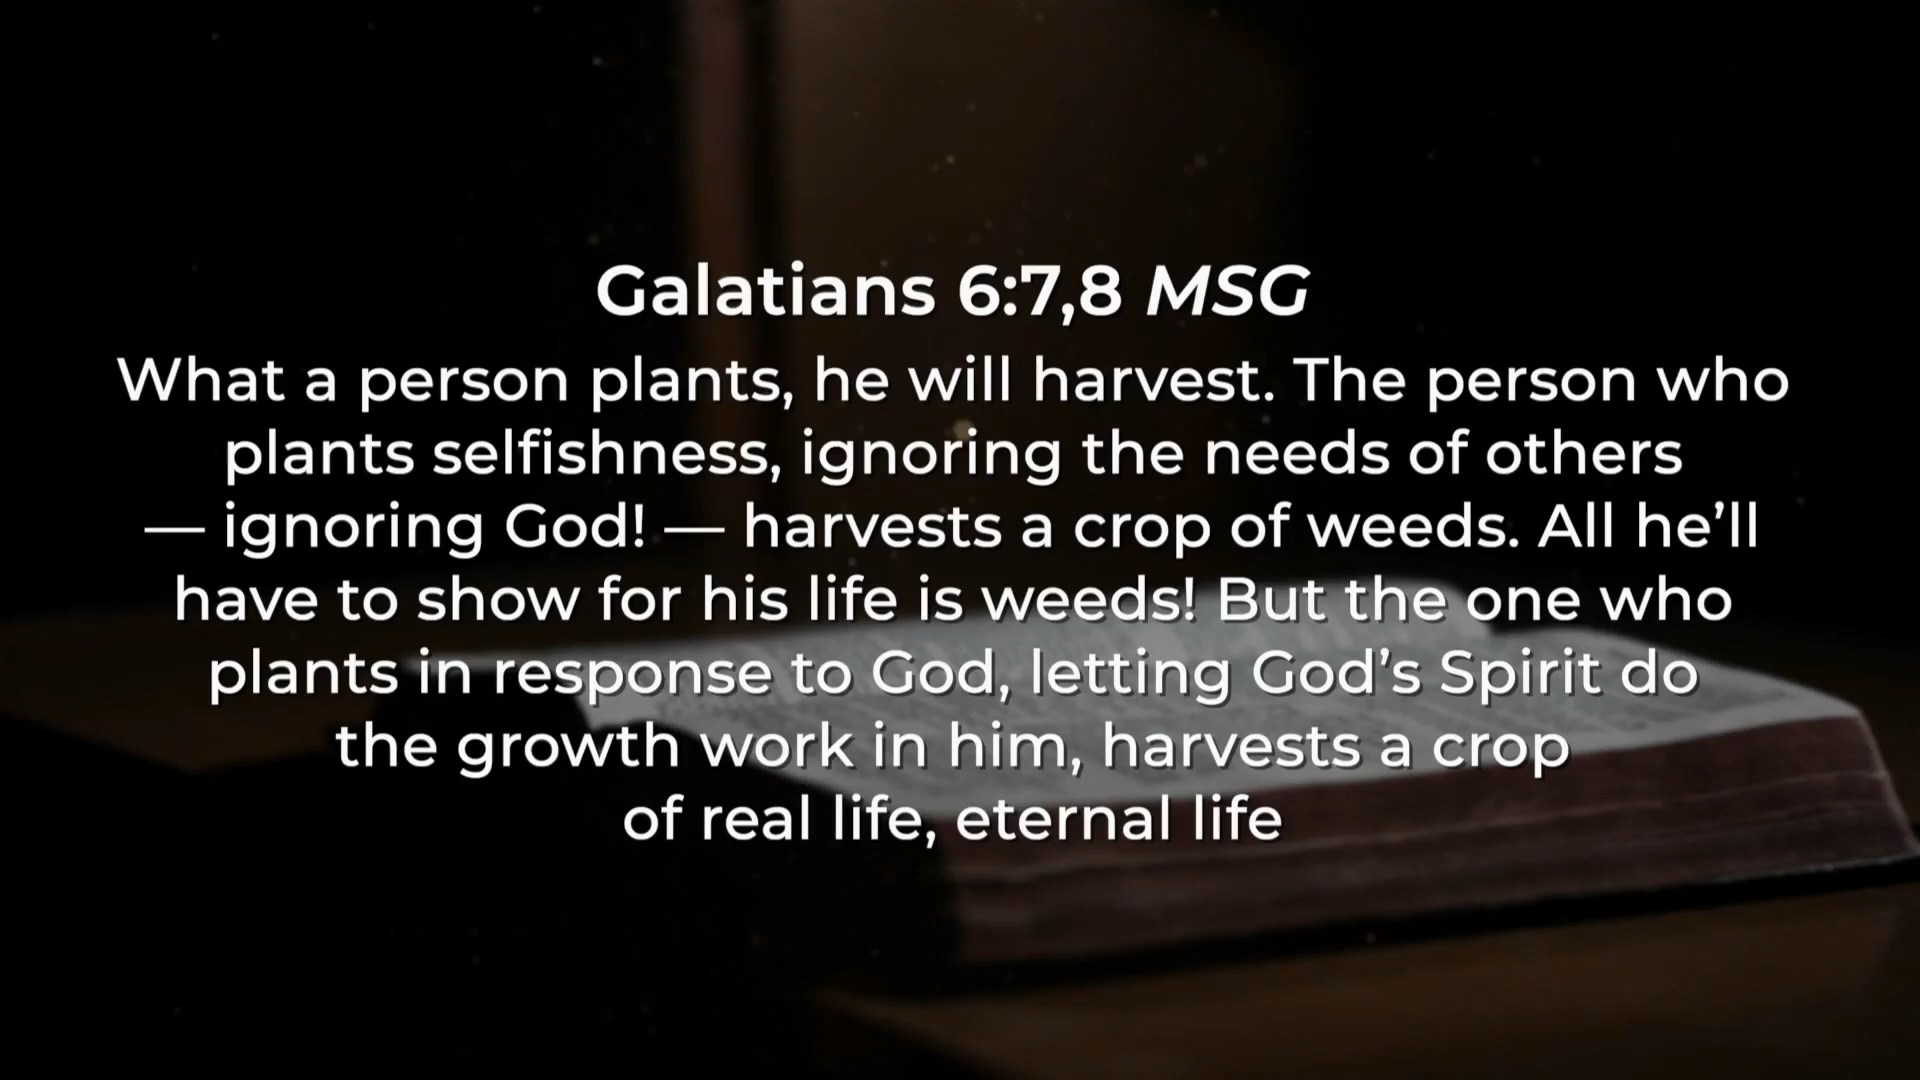 Galatians 6:7,8 MSG
What a person plants, he will harvest. The person who
plants selfishness, ignoring the needs of others
— ignoring God! — harvests a crop of weeds. All he’ll
have to show for his life is weeds! But the one who
plants in response to God, letting God’s Spirit do
the growth work in him, harvests a crop
of real life, eternal life